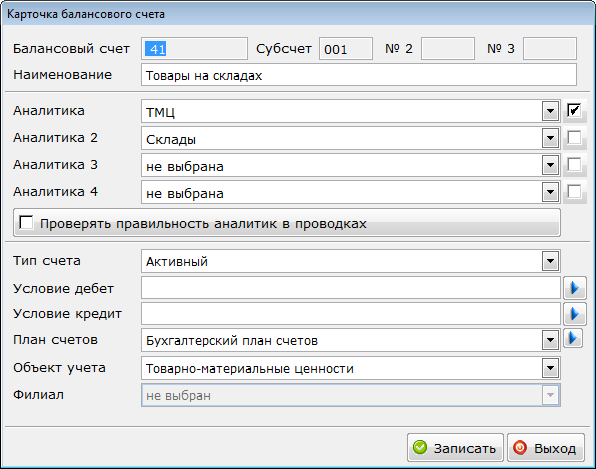 Карточка балансового счета
Балансовый счет 41 Субсчет 001 № 2 № 3
Наименование Товары на складах
Аналитика ТМЦ
Аналитика 2 Склады
Аналитика 3 не выбрана
Аналитика 4 не выбрана
Проверять правильность аналитик в проводках
Тип счета Активный
Условие дебет
Условие кредит
План счетов Бухгалтерский план счетов
Объект учета Товарно-материальные ценности
Филиал не выбран
Записать Выход